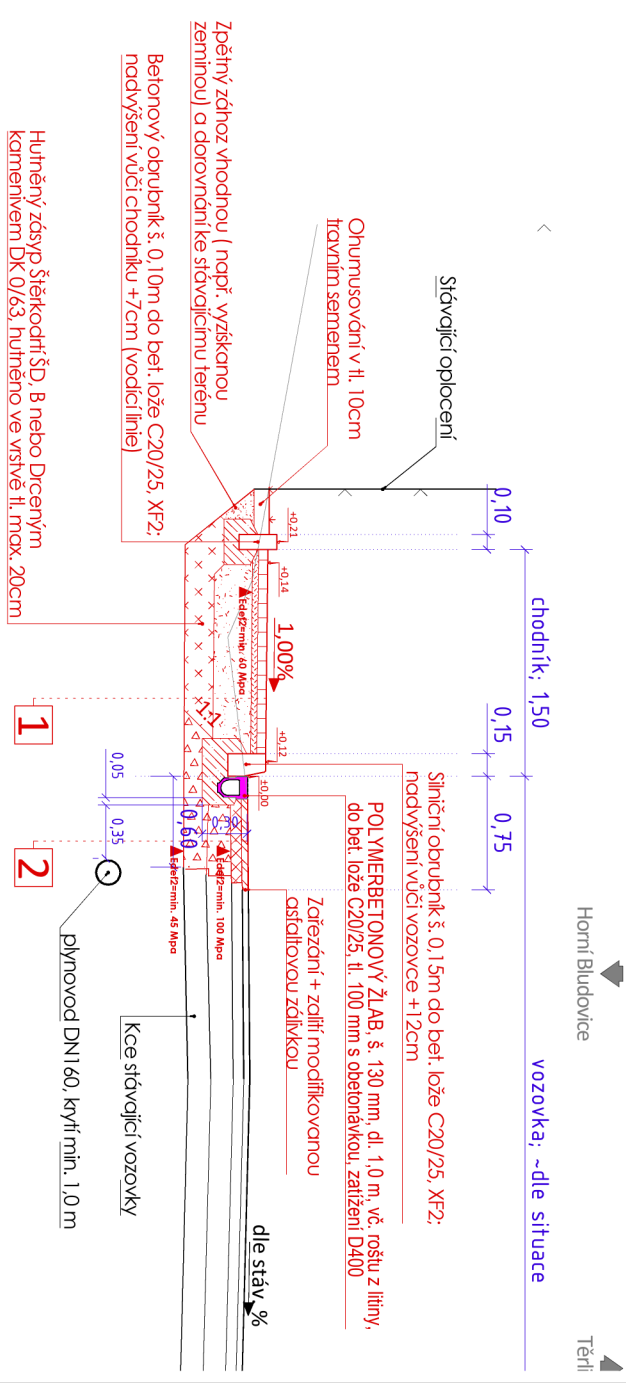 Horní Bludovice
Těrli
chodník; 1,50
vozovka; ~dle situace
0,10
0,15
0,75
Stávající oplocení
Ohumusování v tl. 10cm
travním semenem
Zpětný zához vhodnou ( např. vyzískanou
zeminou) a dorovnání ke stávajícímu terénu
Betonový obrubník š. 0,10m do bet. lože C20/25, XF2;
nadvýšení vůči chodníku +7cm (vodící linie)
Hutněný zásyp Štěrkodrtí ŠD, B nebo Drceným
kamenivem DK 0/63, hutněno ve vrstvě tl. max. 20cm
Silniční obrubník š. 0,15m do bet. lože C20/25, XF2;
nadvýšení vůči vozovce +12cm
POLYMERBETONOVÝ ŽLAB, š. 130 mm, dl. 1,0 m, vč. roštu z litiny,
do bet. lože C20/25, tl. 100 mm s obetonávkou, zatížení D400
Zařezání + zalití modifikovanou
asfaltovou zálivkou
+0,21
+0,14
1,00%
+0,12
±0,00
dle stáv. %
Edef2=min. 60 Mpa
1:1
0,30
0,60
Edef2=min. 100 Mpa
Edef2=min. 45 Mpa
0,05
0,35
Kce stávající vozovky
plynovod DN160, krytí min. 1,0 m
1
2